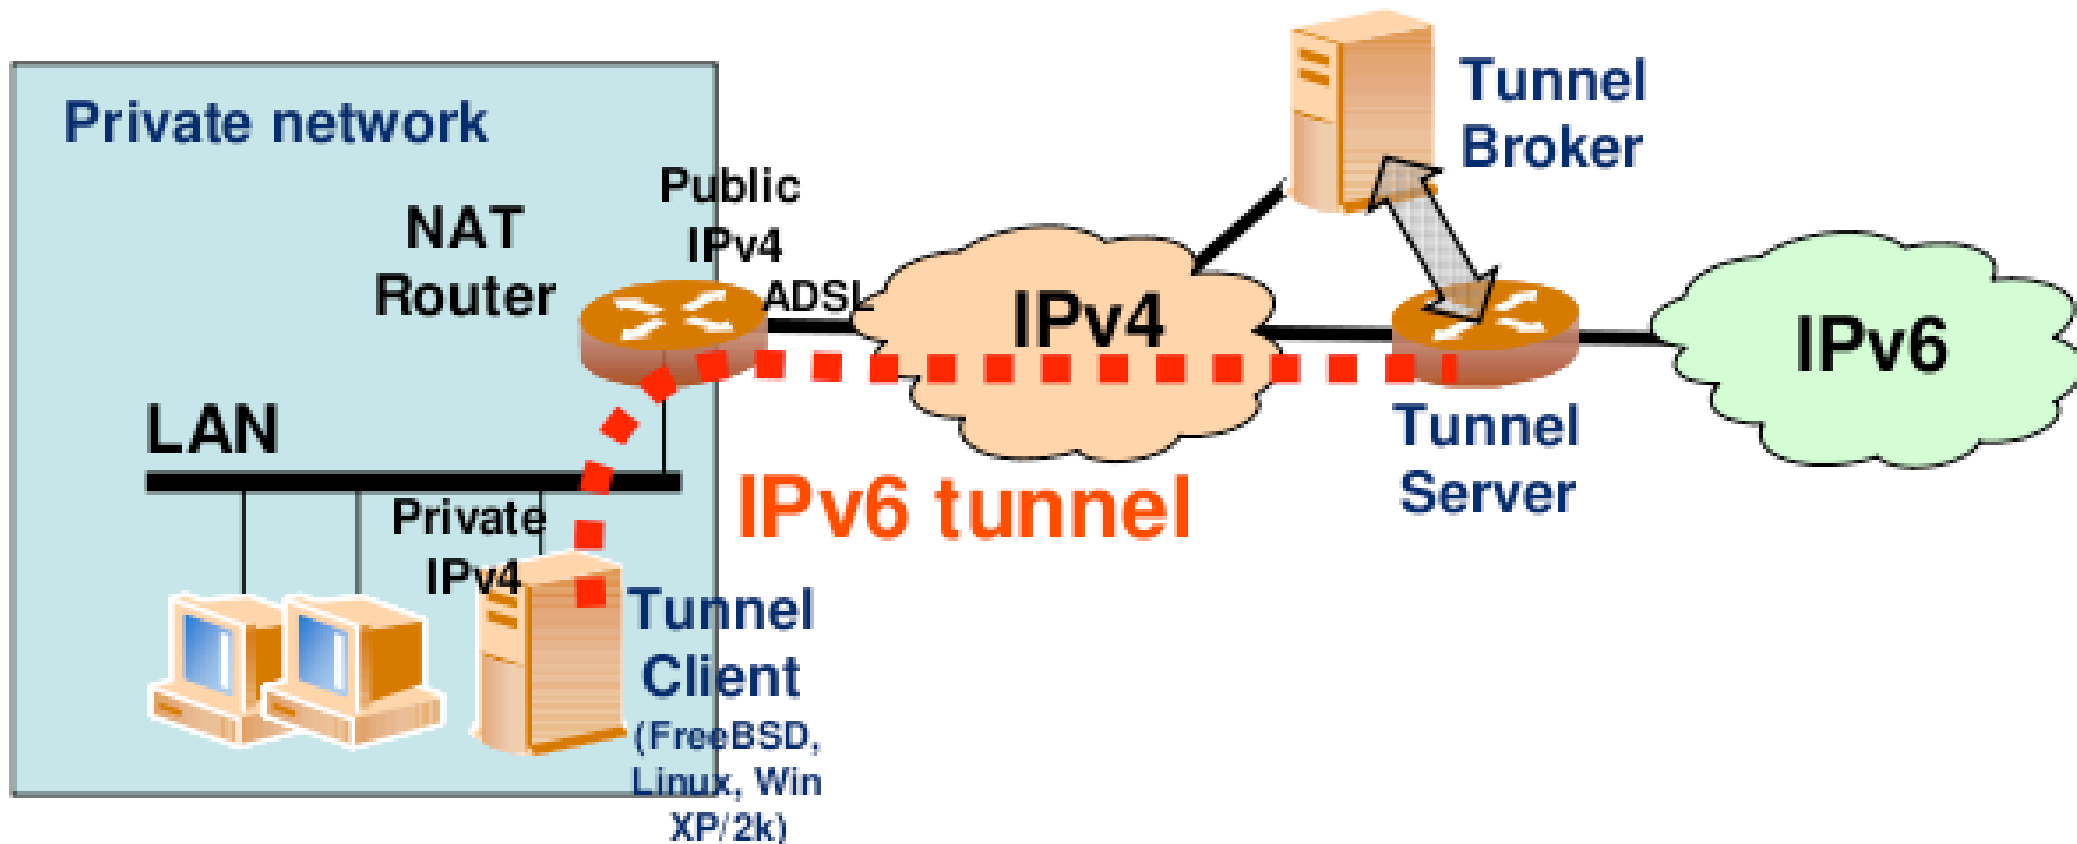 Private network
Public
IPv4
NAT
Router
ADSL
IPv4
Tunnel
Broker
IPv6
Tunnel
Server
LAN
Private
IPv4
IPv6 tunnel
Tunnel
Client
(FreeBSD,
Linux, Win
XP/2k)